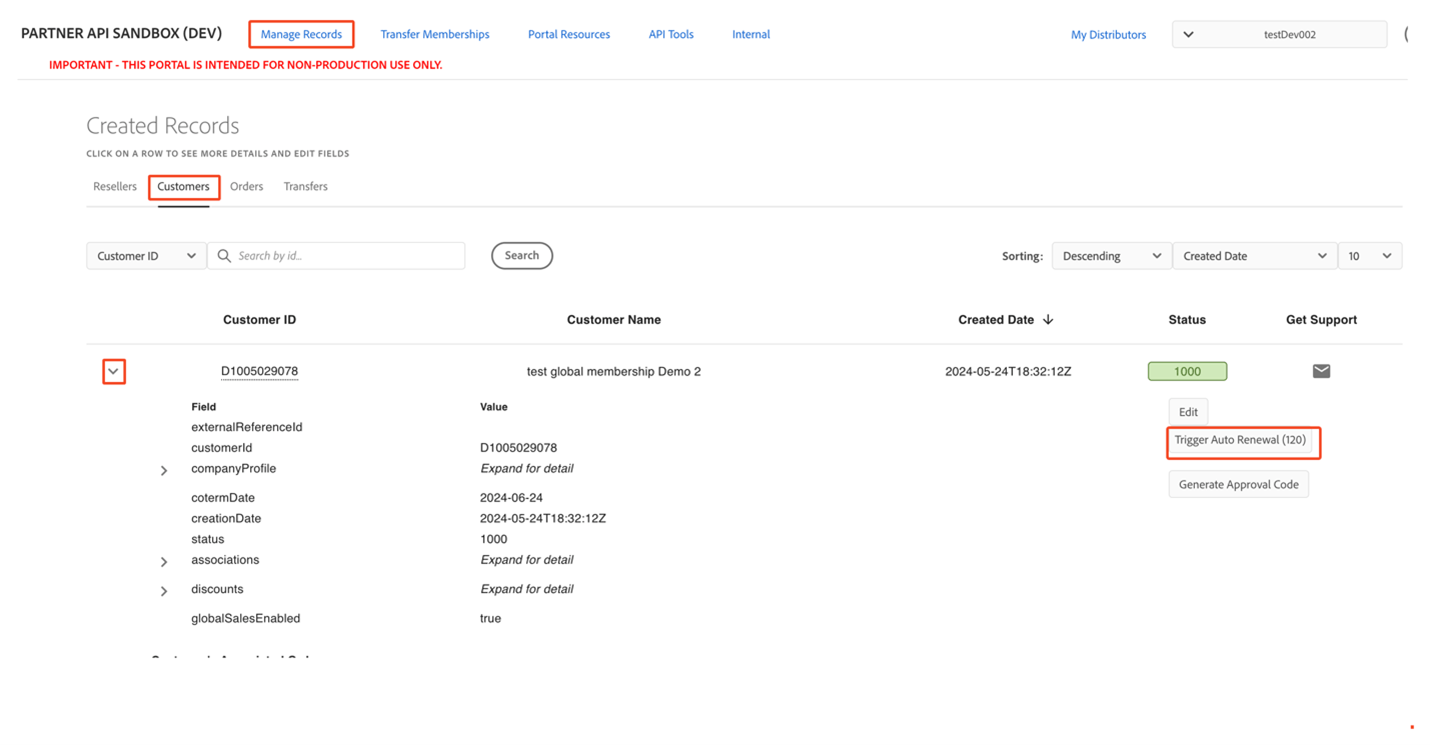 PARTNER API SANDBOX (DEV) Manage Records Transfer Memberships Portal Resources API Tools Internal My Distributors testDev002
IMPORTANT - THIS PORTAL IS INTENDED FOR NON-PRODUCTION USE ONLY.
Created Records
CLICK ON A ROW TO SEE MORE DETAILS AND EDIT FIELDS
Resellers Customers Orders Transfers
Customer ID Search by id... Search Sorting: Descending Created Date 10
Customer ID Customer Name Created Date Status Get Support
D1005029078 test global membership Demo 2 2024-05-24T18:32:12Z 1000
Field Value
Edit
externalReferenceId
Trigger Auto Renewal (120)
customerId D1005029078
companyProfile Expand for detail
Generate Approval Code
cotermDate 2024-06-24
creationDate 2024-05-24T18:32:12Z
status 1000
associations Expand for detail
discounts Expand for detail
globalSalesEnabled true